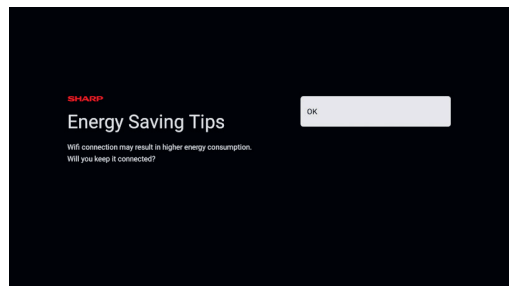 SHARP
Energy Saving Tips
Wifi connection may result in higher energy consumption.
Will you keep it connected?
OK